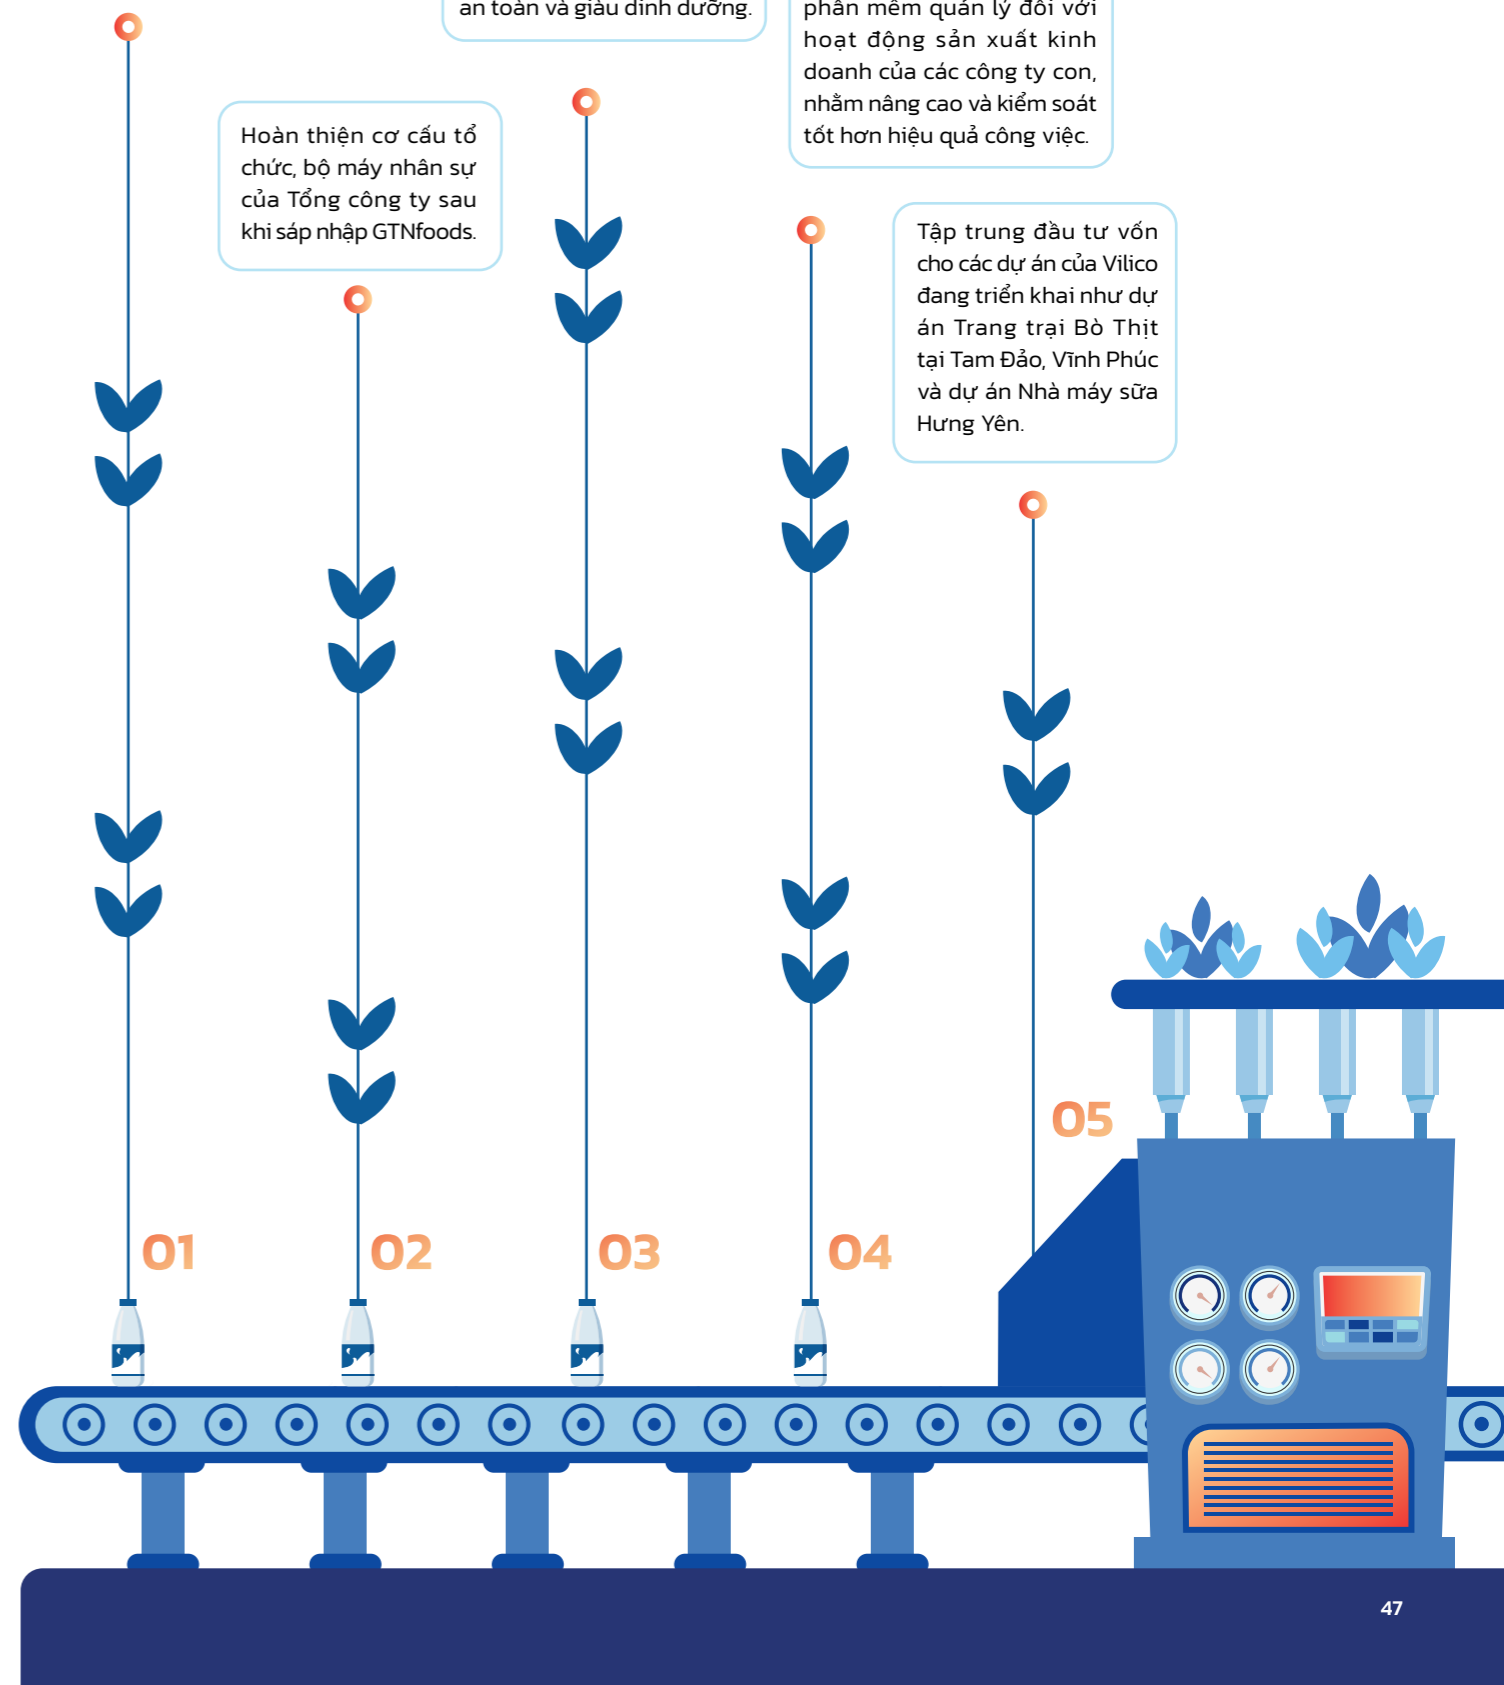 an toàn và giàu dinh dưỡng.
phần mềm quản lý đối với
hoạt động sản xuất kinh
doanh của các công ty con,
nhằm nâng cao và kiểm soát
tốt hơn hiệu quả công việc.
Hoàn thiện cơ cấu tổ
chức, bộ máy nhân sự
của Tổng công ty sau
khi sáp nhập GTNfoods.
Tập trung đầu tư vốn
cho các dự án của Vilico
đang triển khai như dự
án Trang trại Bò Thịt
tại Tam Đảo, Vĩnh Phúc
và dự án Nhà máy sữa
Hưng Yên.
05
01
02
03
04
47